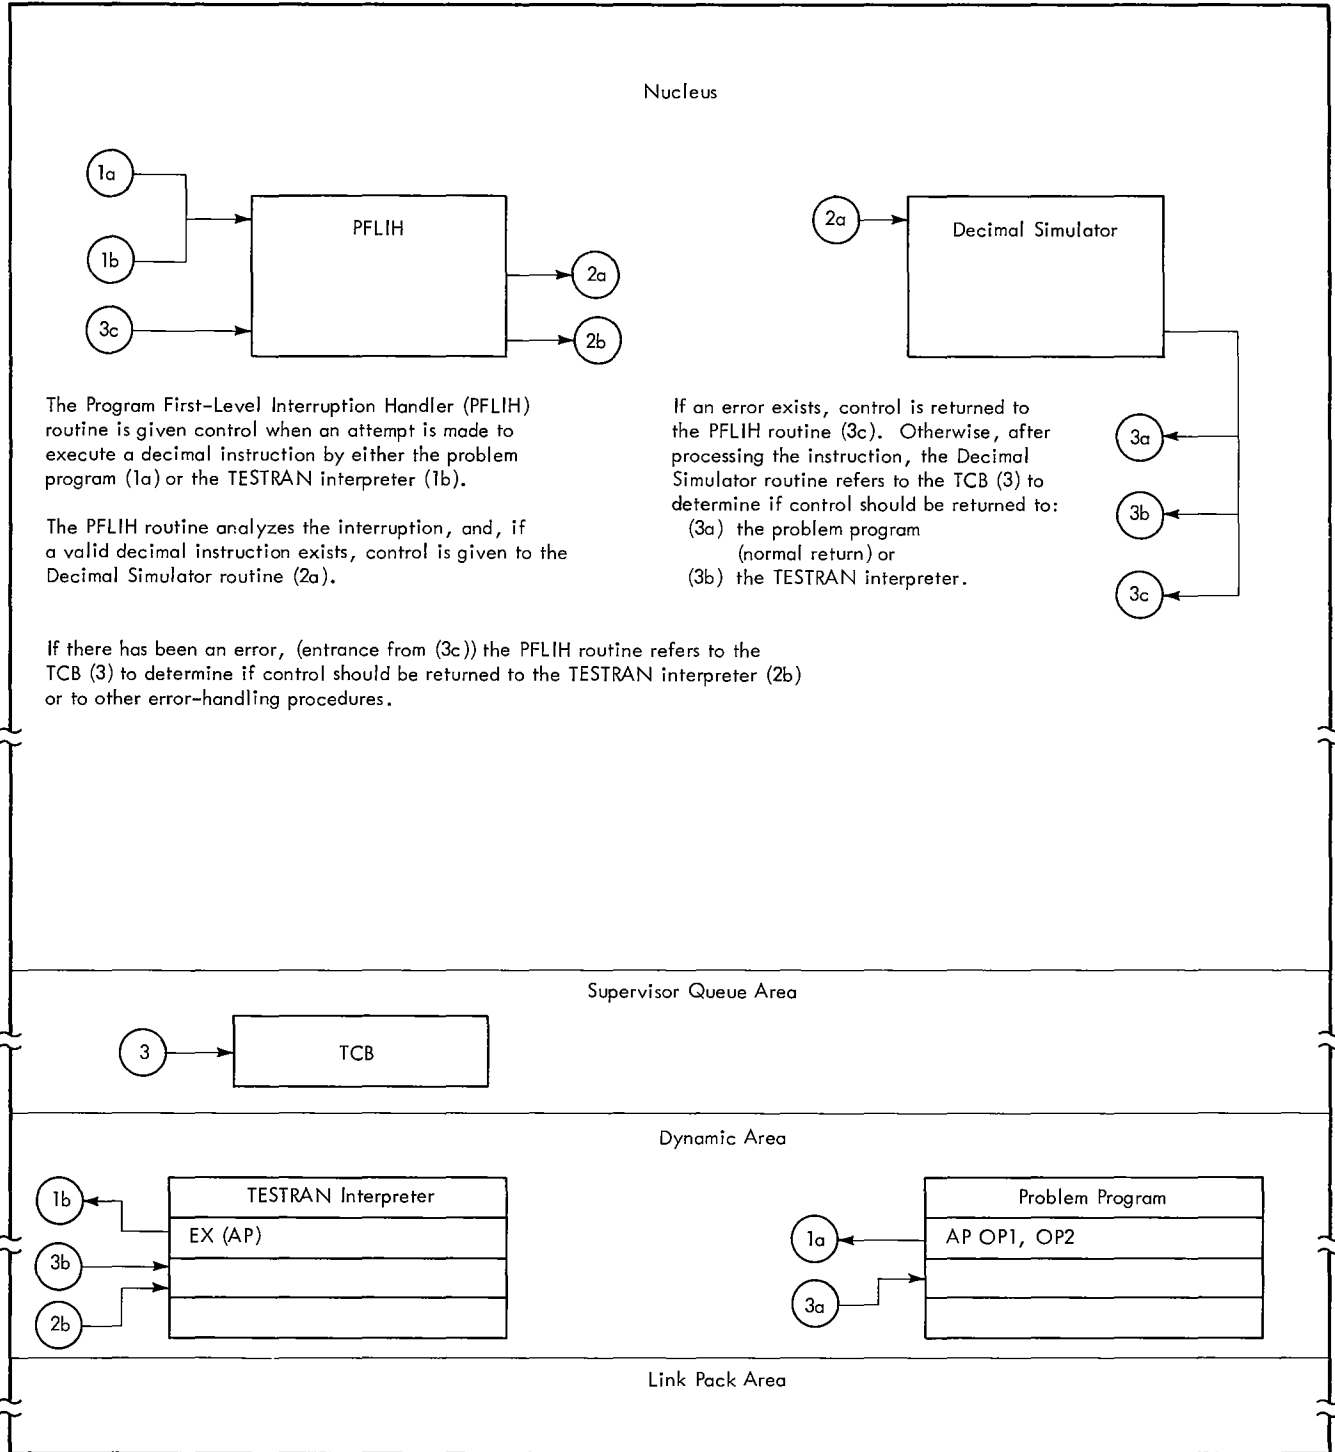 Nucleus
1a
1b
3c
PFLIH
2a
2b
2a
Decimal Simulator
3a
3b
3c
The Program First-Level Interruption Handler (PFLIH)
routine is given control when an attempt is made to
execute a decimal instruction by either the problem
program (1a) or the TESTRAN interpreter (1b).
The PFLIH routine analyzes the interruption, and, if
a valid decimal instruction exists, control is given to the
Decimal Simulator routine (2a).
If an error exists, control is returned to
the PFLIH routine (3c). Otherwise, after
processing the instruction, the Decimal
Simulator routine refers to the TCB (3) to
determine if control should be returned to:
(3a) the problem program
(normal return) or
(3b) the TESTRAN interpreter.
If there has been an error, (entrance from (3c)) the PFLIH routine refers to the
TCB (3) to determine if control should be returned to the TESTRAN interpreter (2b)
or to other error-handling procedures.
Supervisor Queue Area
3
TCB
Dynamic Area
1b
3b
2b
TESTRAN Interpreter
EX (AP)
1a
3a
Problem Program
AP OP1, OP2
Link Pack Area